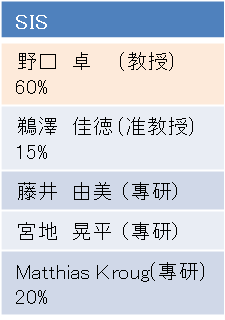 SIS
野口 卓 (教授)
60%
鵜澤 佳徳(准教授)
15%
藤井 由美 (専研)
宮地 晃平 (専研)
Matthias Kroug(専研)
20%